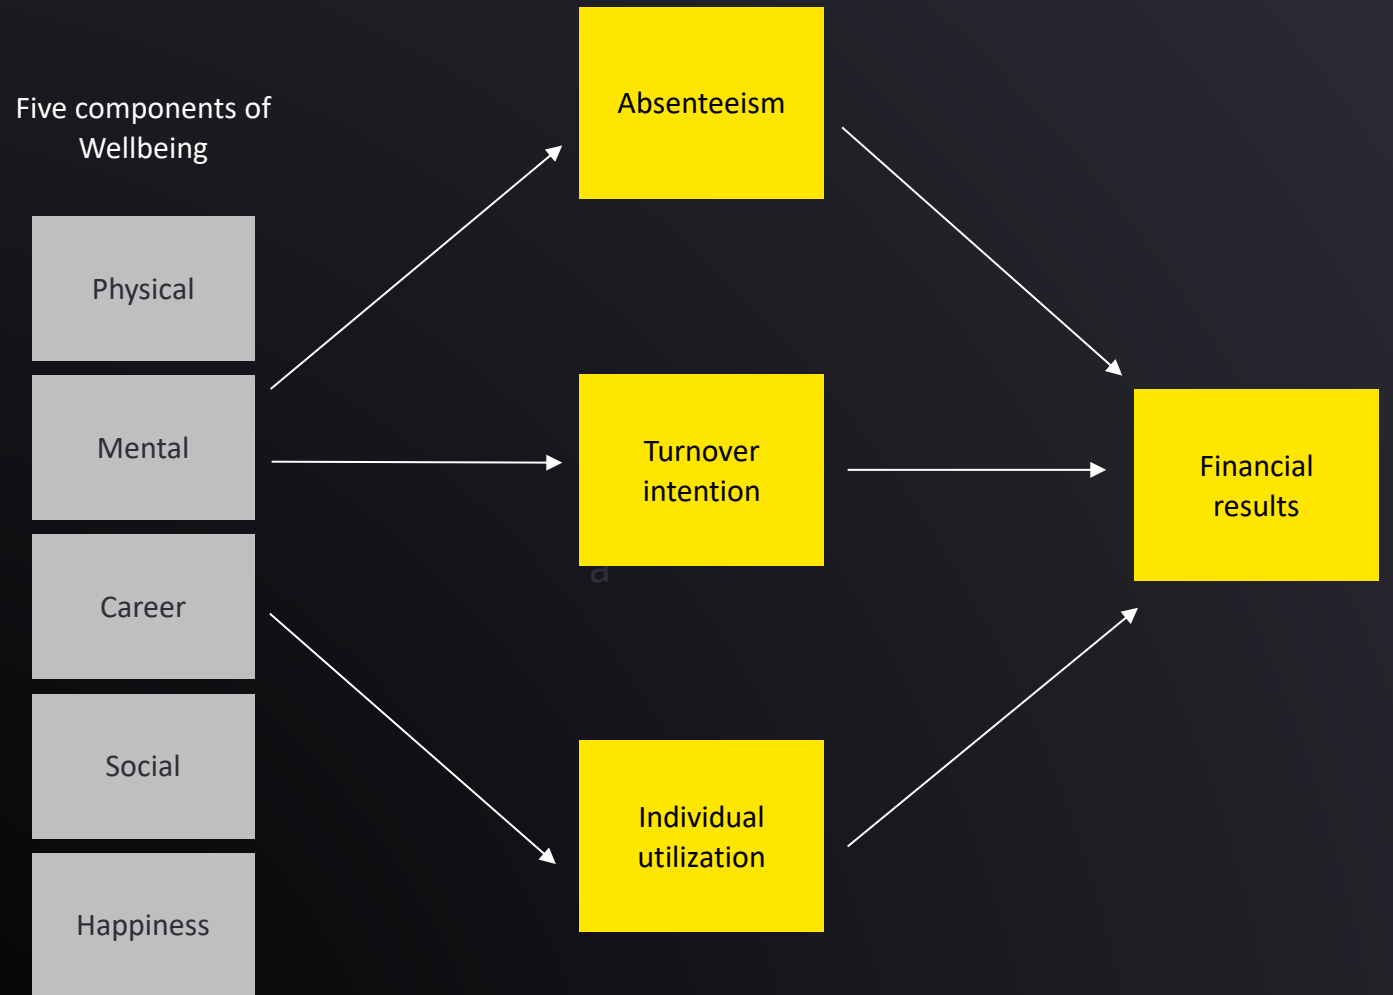 Five components of
Wellbeing
Physical
Mental
Career
Social
Happiness
Absenteeism
Turnover
intention
a
Individual
utilization
Financial
results